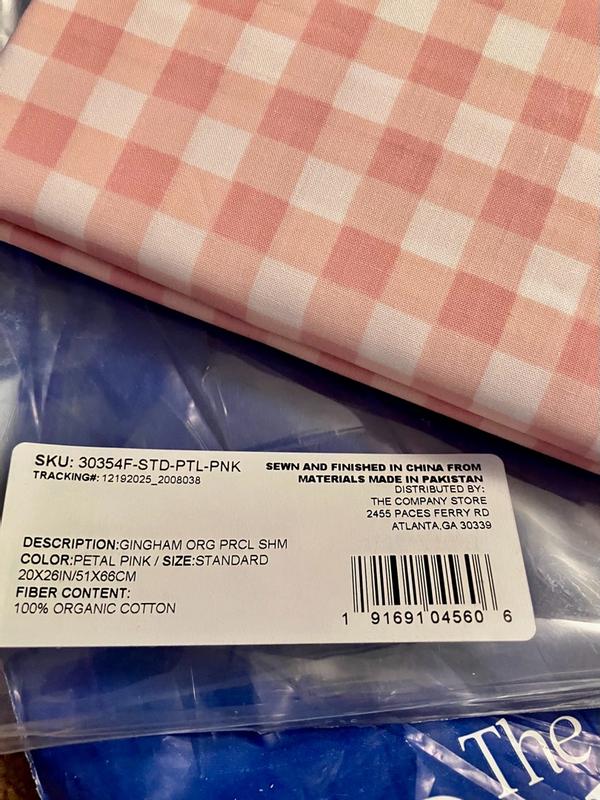 SKU: 30354F-STD-PTL-PNK
TRACKING#: 12192025_2008038
SEWN AND FINISHED IN CHINA FROM
MATERIALS MADE IN PAKISTAN
DISTRIBUTED BY:
THE COMPANY STORE
2455 PACES FERRY RD
ATLANTA,GA 30339
DESCRIPTION:GINGHAM ORG PRCL SHM
COLOR:PETAL PINK / SIZE:STANDARD
20X26IN/51X66CM
FIBER CONTENT:
100% ORGANIC COTTON
1 91691 04560 6
The